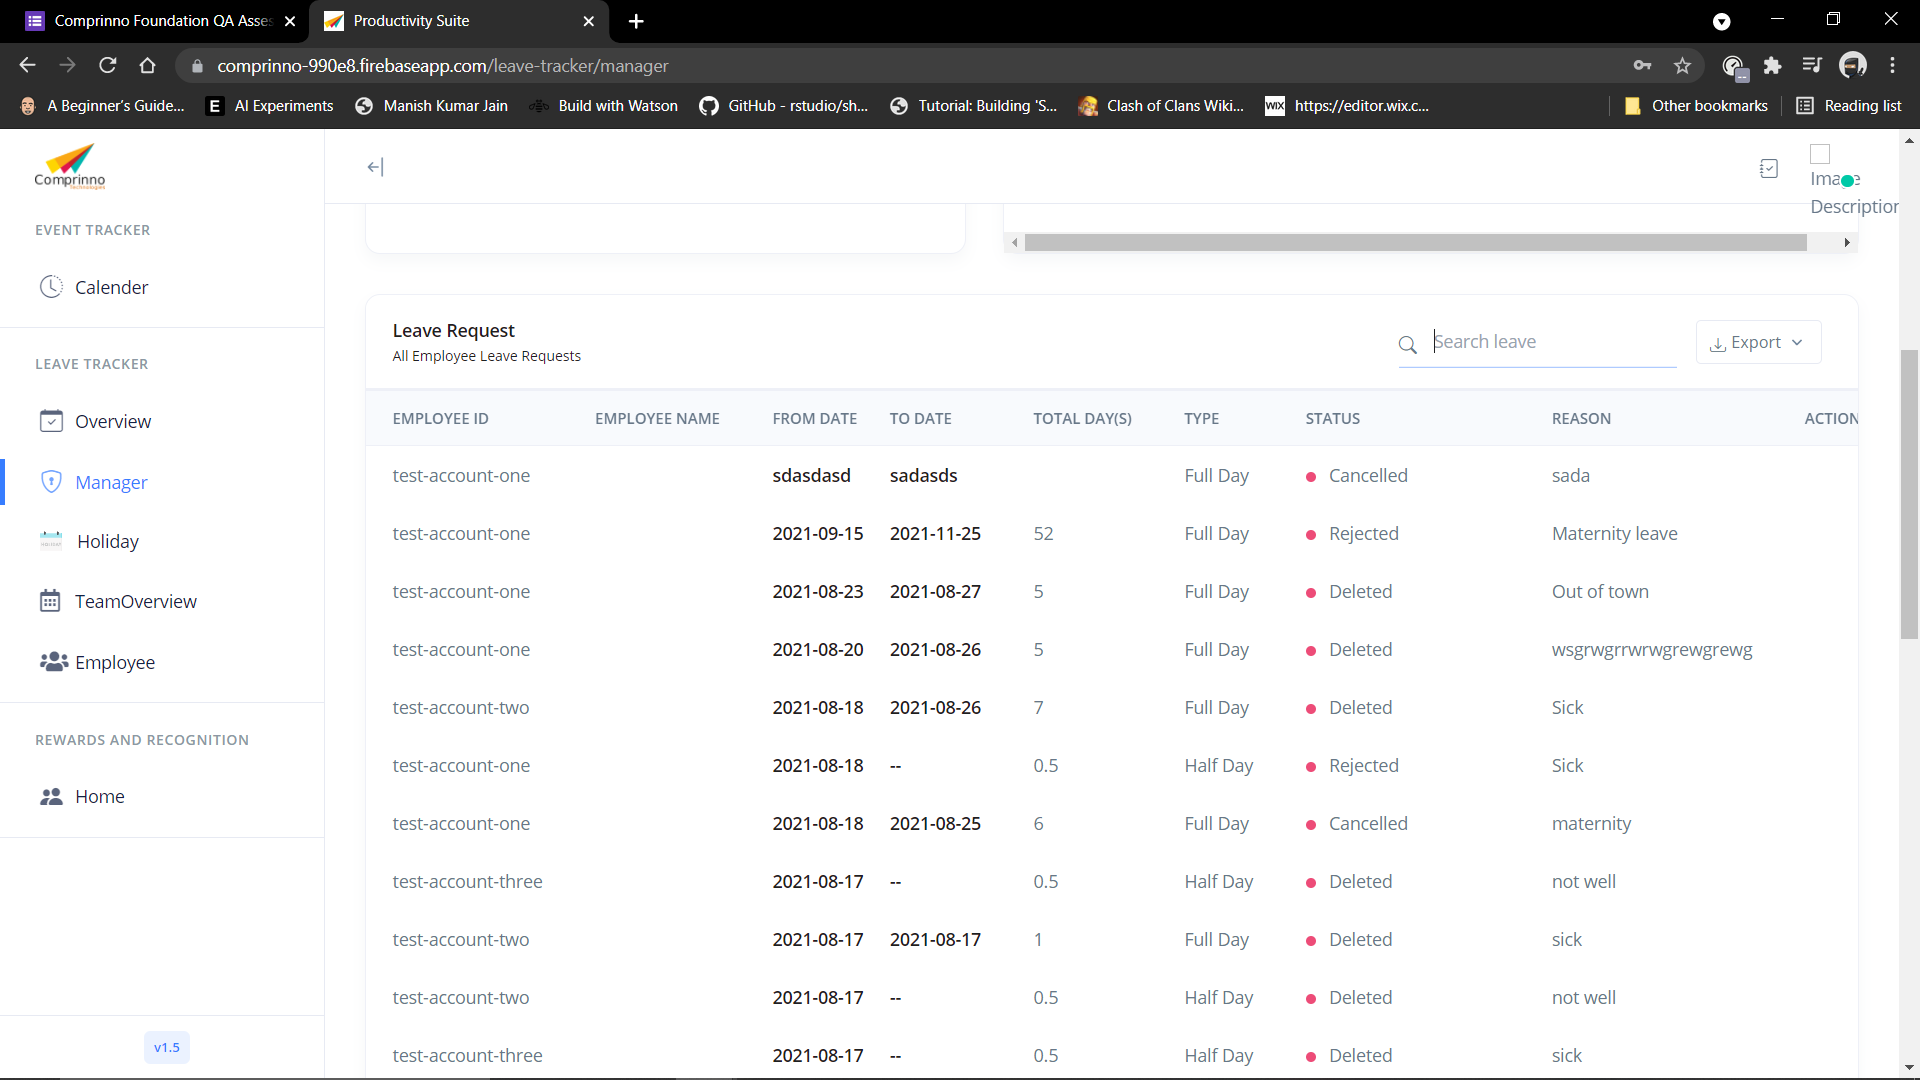 Comprinno Foundation QA Asses
Productivity Suite
comprinno-990e8.firebaseapp.com/leave-tracker/manager
A Beginner's Guide...
E
AI Experiments
Manish Kumar Jain
Build with Watson
GitHub - rstudio/sh...
Tutorial: Building 'S...
Clash of Clans Wiki...
WIX
https://editor.wix.c...
Other bookmarks
Reading list
Comprinno
Technologies
Image
Description
EVENT TRACKER
Calender
LEAVE TRACKER
Overview
Manager
Holiday
TeamOverview
Employee
REWARDS AND RECOGNITION
Home
v1.5
Leave Request
All Employee Leave Requests
Search leave
Export
EMPLOYEE ID EMPLOYEE NAME FROM DATE TO DATE TOTAL DAY(S) TYPE STATUS REASON ACTION
test-account-one sdasdasd sadasds Full Day Cancelled sada
test-account-one 2021-09-15 2021-11-25 52 Full Day Rejected Maternity leave
test-account-one 2021-08-23 2021-08-27 5 Full Day Deleted Out of town
test-account-one 2021-08-20 2021-08-26 5 Full Day Deleted wsgrwgrrwrwgrewgrewg
test-account-two 2021-08-18 2021-08-26 7 Full Day Deleted Sick
test-account-one 2021-08-18 -- 0.5 Half Day Rejected Sick
test-account-one 2021-08-18 2021-08-25 6 Full Day Cancelled maternity
test-account-three 2021-08-17 -- 0.5 Half Day Deleted not well
test-account-two 2021-08-17 2021-08-17 1 Full Day Deleted sick
test-account-two 2021-08-17 -- 0.5 Half Day Deleted not well
test-account-three 2021-08-17 -- 0.5 Half Day Deleted sick